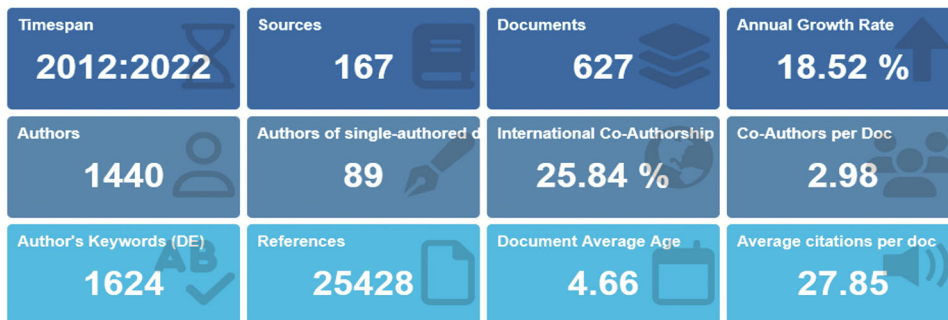 Timespan
2012:2022
Sources
167
Documents
627
Annual Growth Rate
18.52 %
Authors
1440
Authors of single-authored d
89
International Co-Authorship
25.84 %
Co-Authors per Doc
2.98
Author's Keywords (DE)
AB
1624
References
25428
Document Average Age
4.66
Average citations per doc
27.85